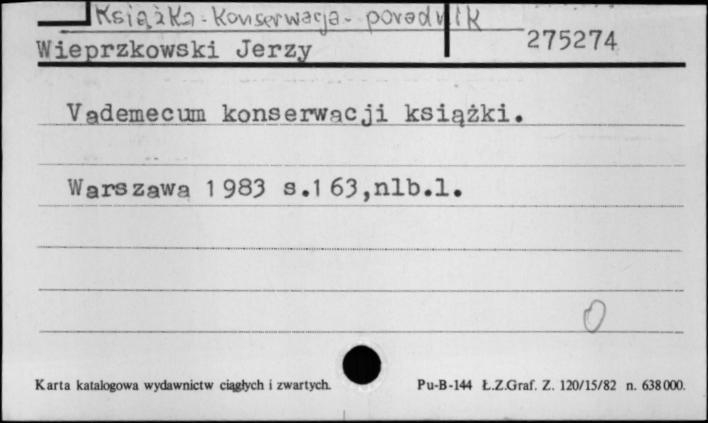 Książka - Konserwacja - poradnik
Wieprzkowski Jerzy 275274
Vademecum konserwacji książki.
Warszawa 1983 s.163,nlb.1.
0
Karta katalogowa wydawnictw ciągłych i zwartych. Pu-B-144 Ł.Z.Graf. Z. 120/15/82 n. 638000.